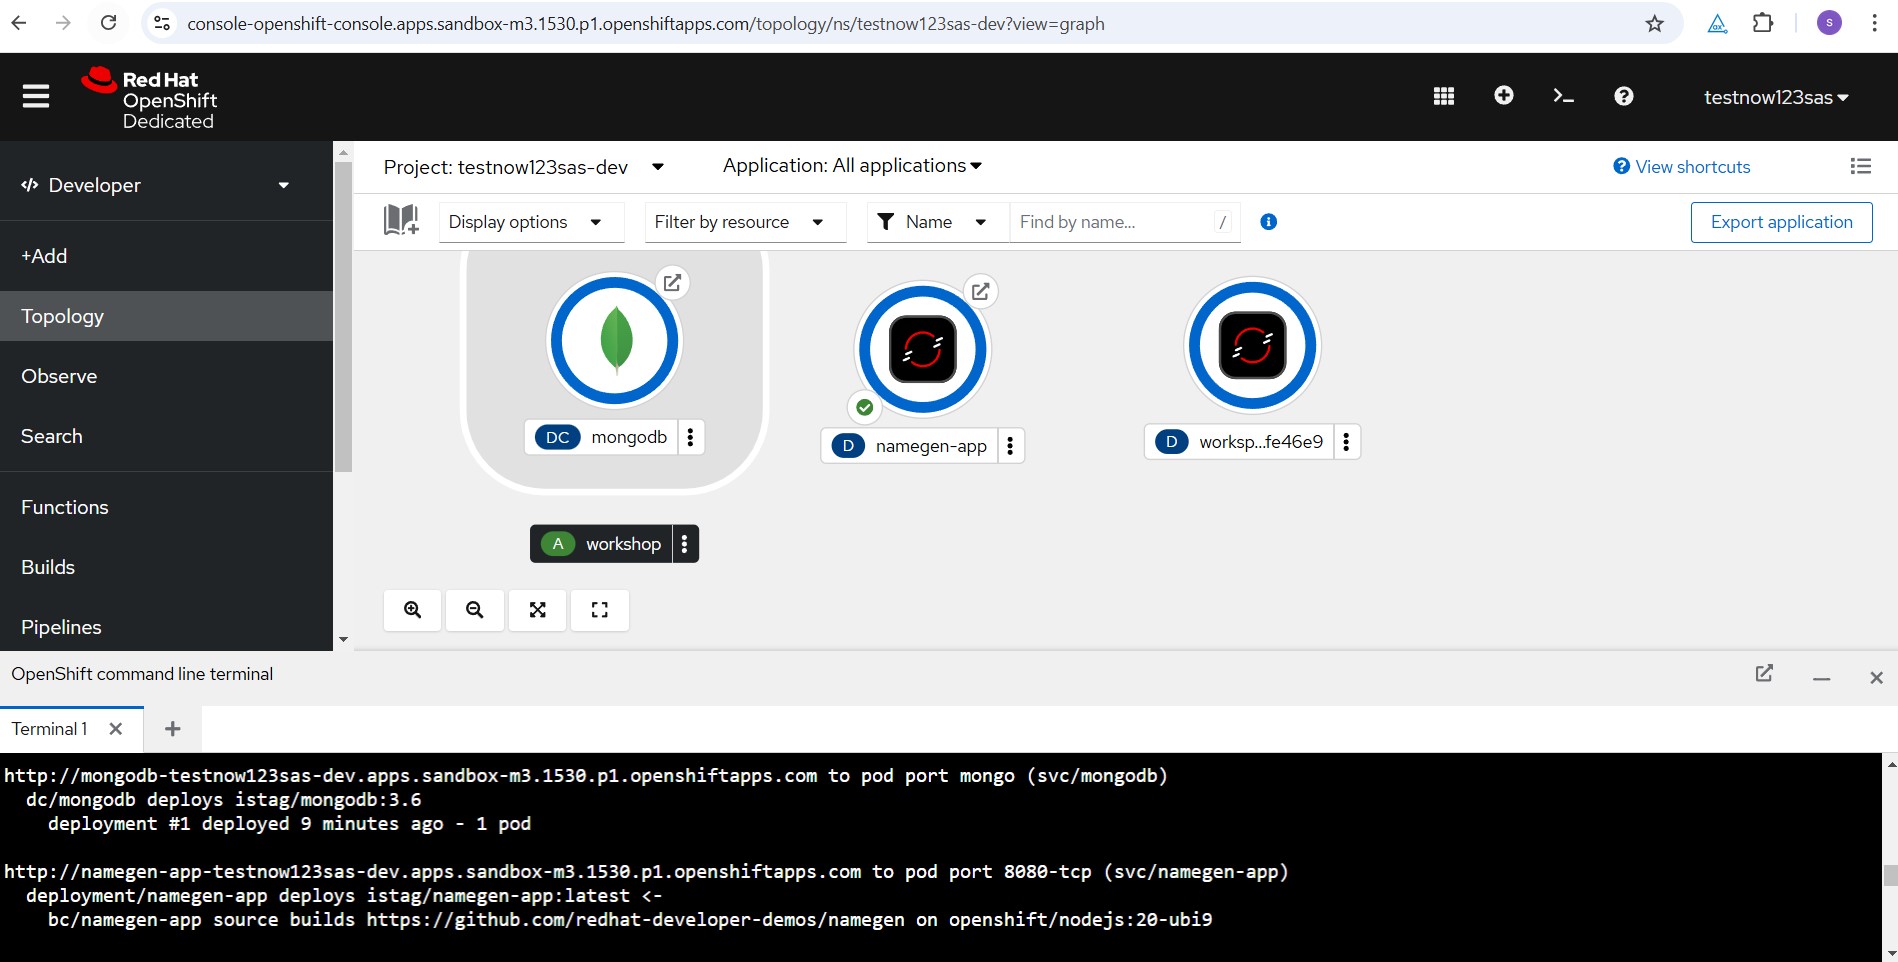 console-openshift-console.apps.sandbox-m3.1530.p1.openshiftapps.com/topology/ns/testnow123sas-dev?view=graph
S
Red Hat
OpenShift
Dedicated
testnow123sas
Developer
Project: testnow123sas-dev
Application: All applications
View shortcuts
Display options
Filter by resource
Name
Find by name...
/
Export application
+Add
Topology
Observe
Search
Functions
Builds
Pipelines
DC mongodb
D namegen-app
D worksp...fe46e9
A workshop
OpenShift command line terminal
Terminal 1
http://mongodb-testnow123sas-dev.apps.sandbox-m3.1530.p1.openshiftapps.com to pod port mongo (svc/mongodb)
dc/mongodb deploys istag/mongodb:3.6
deployment #1 deployed 9 minutes ago - 1 pod
http://namegen-app-testnow123sas-dev.apps.sandbox-m3.1530.p1.openshiftapps.com to pod port 8080-tcp (svc/namegen-app)
deployment/namegen-app deploys istag/namegen-app:latest <-
bc/namegen-app source builds https://github.com/redhat-developer-demos/namegen on openshift/nodejs:20-ubi9